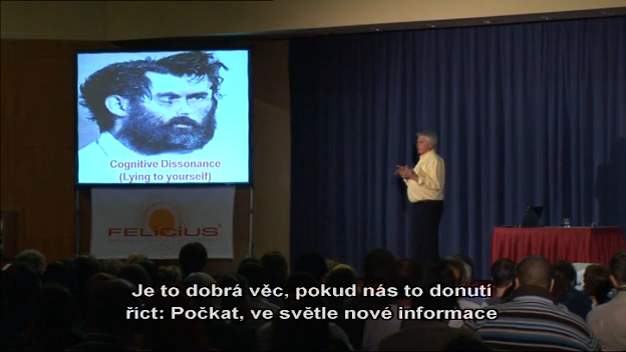 Cognitive Dissonance
(Lying to yourself)
FELiCiUS
Je to dobrá věc, pokud nás to donutí
říct: Počkat, ve světle nové informace